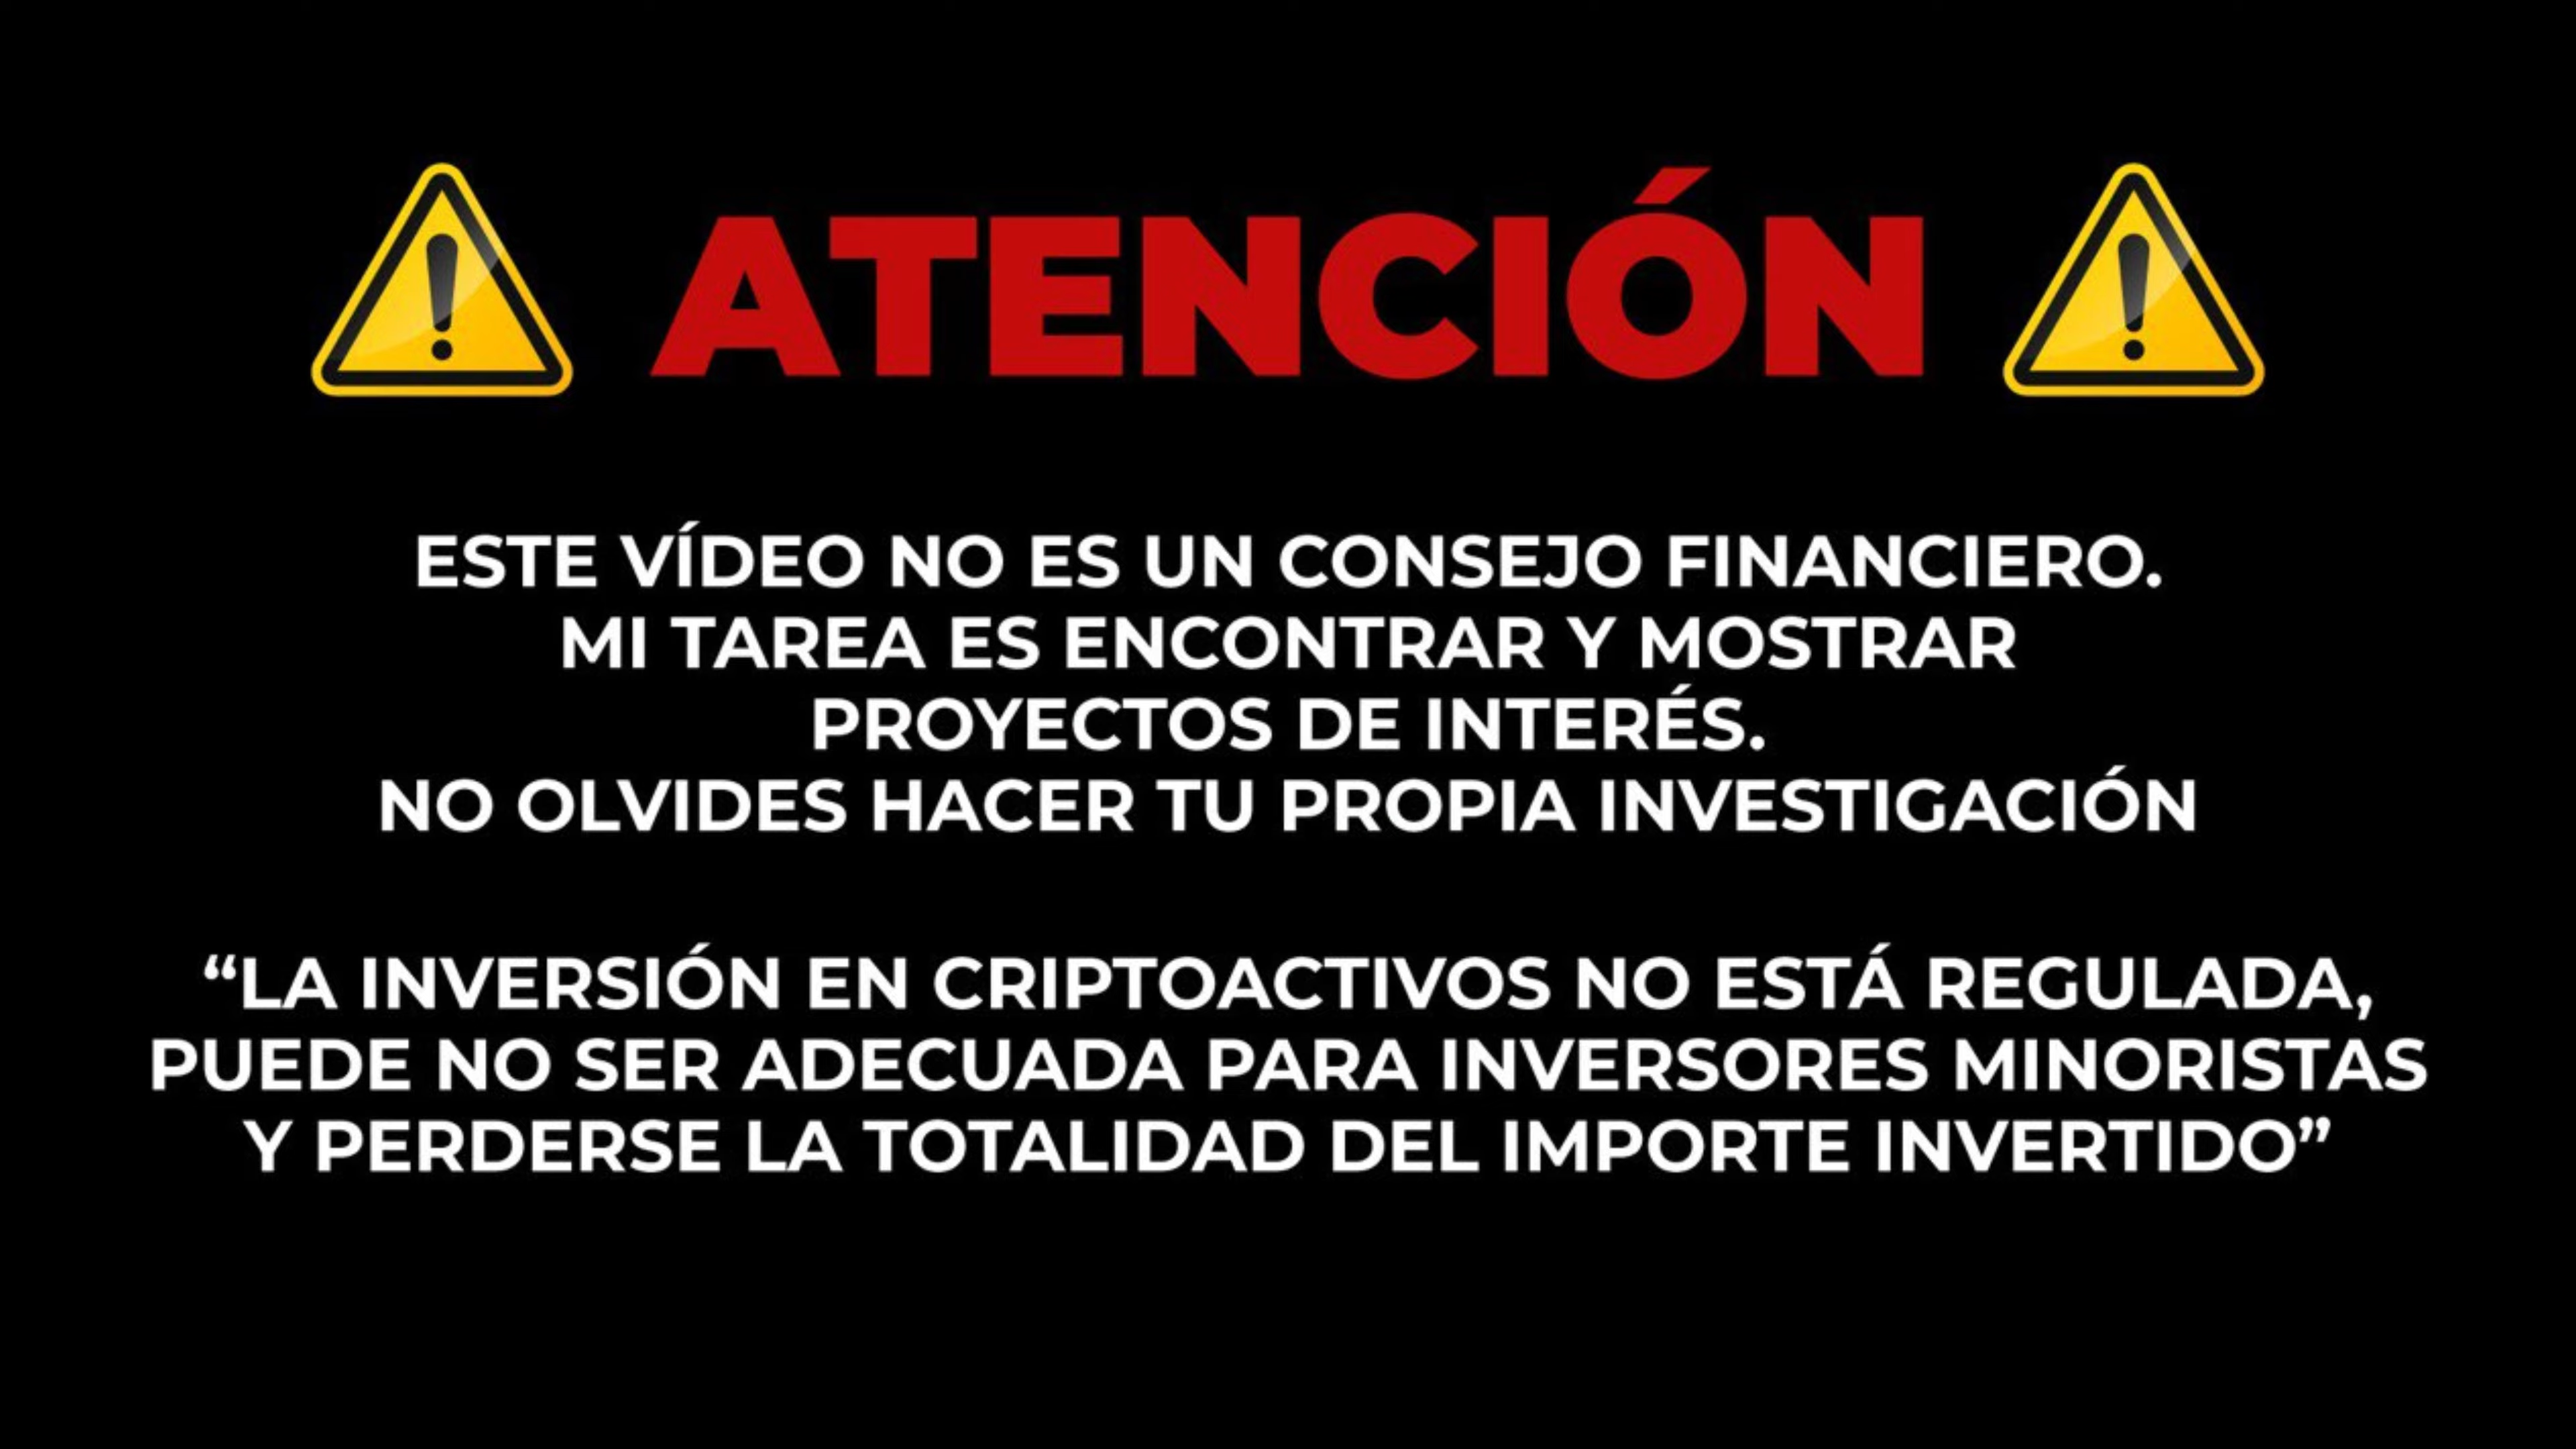 ATENCIÓN
ESTE VÍDEO NO ES UN CONSEJO FINANCIERO.
MI TAREA ES ENCONTRAR Y MOSTRAR
PROYECTOS DE INTERÉS.
NO OLVIDES HACER TU PROPIA INVESTIGACIÓN
“LA INVERSIÓN EN CRIPTOACTIVOS NO ESTÁ REGULADA,
PUEDE NO SER ADECUADA PARA INVERSORES MINORISTAS
Y PERDERSE LA TOTALIDAD DEL IMPORTE INVERTIDO”